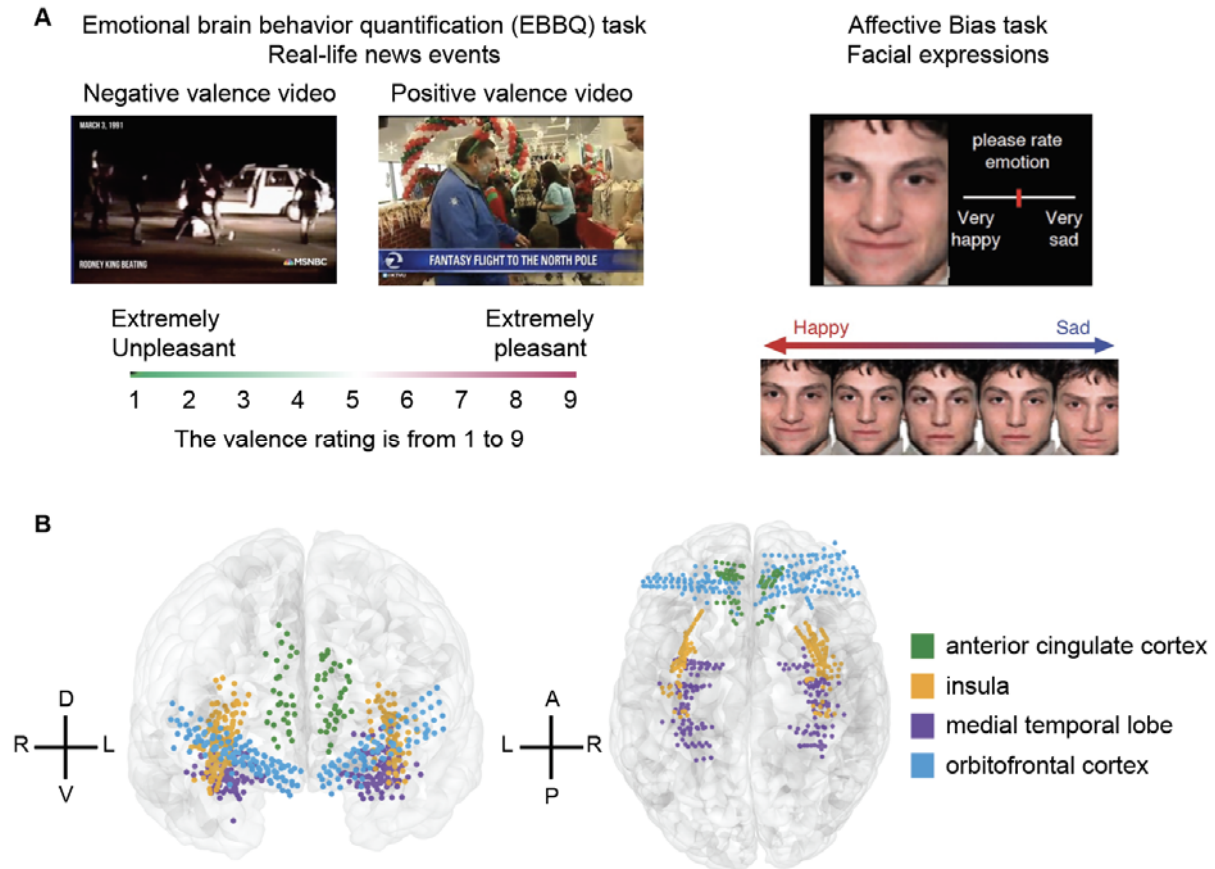 A
Emotional brain behavior quantification (EBBQ) task
Real-life news events
Negative valence video
Positive valence video
MARCH 3, 1991
RODNEY KING BEATING
MSNBC
2
FANTASY FLIGHT TO THE NORTH POLE
Extremely
Unpleasant
Extremely
pleasant
1 2 3 4 5 6 7 8 9
The valence rating is from 1 to 9
Affective Bias task
Facial expressions
please rate
emotion
Very
happy
Very
sad
Happy
Sad
B
D
R
L
V
A
L
R
P
anterior cingulate cortex
insula
medial temporal lobe
orbitofrontal cortex